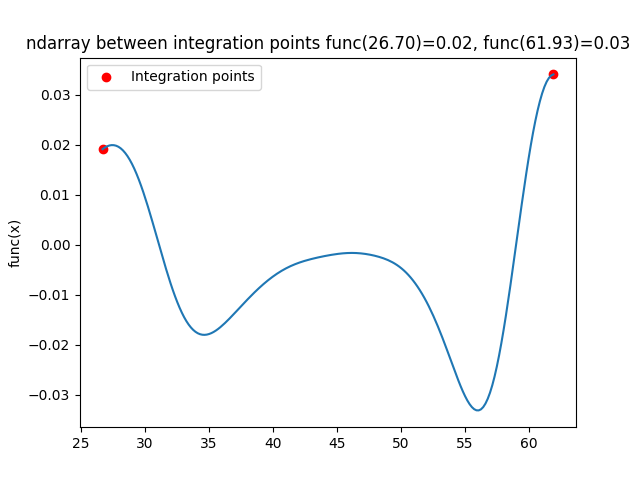 ndarray between integration points func(26.70)=0.02, func(61.93)=0.03
Integration points
func(x)
0.03
0.02
0.01
0.00
−0.01
−0.02
−0.03
25 30 35 40 45 50 55 60